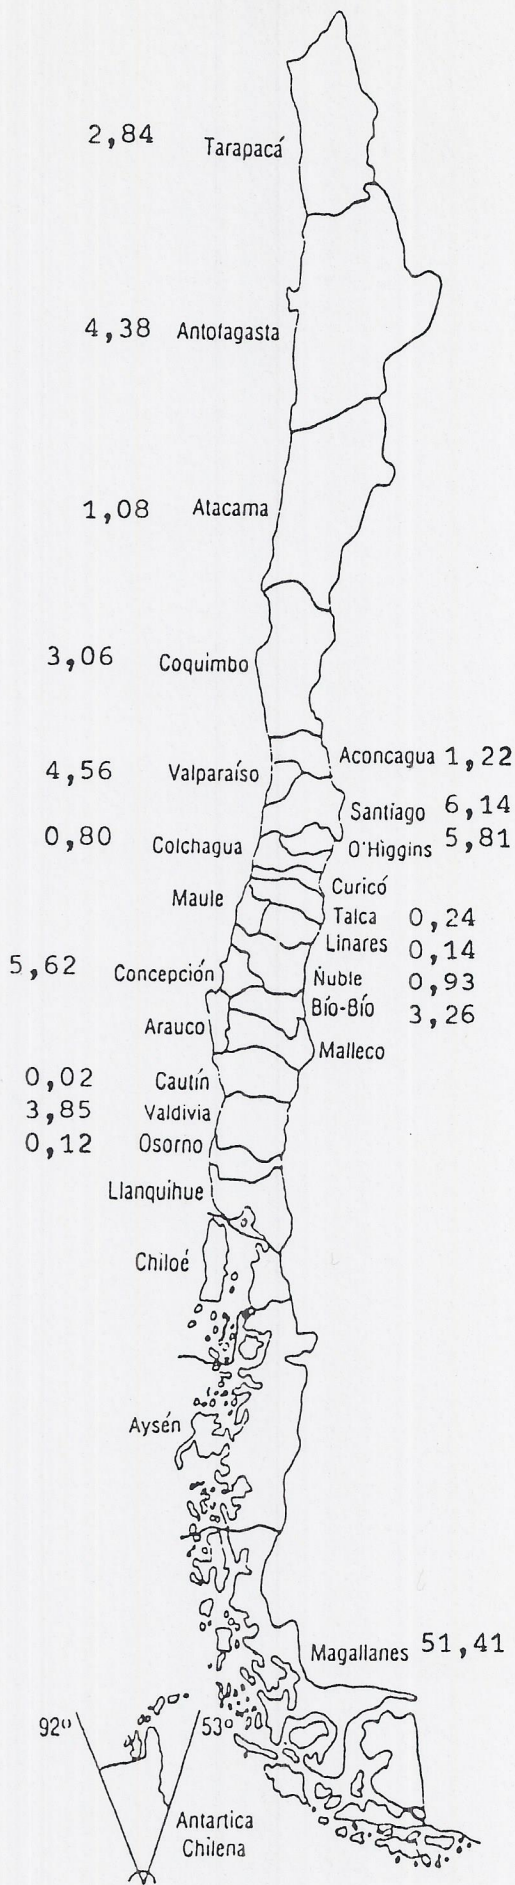 2,84 Tarapacá
4,38 Antofagasta
1,08 Atacama
3,06 Coquimbo
Aconcagua 1,22
4,56 Valparaíso
Santiago 6,14
0,80 Colchagua
O'Higgins 5,81
Curicó
Maule
Talca 0,24
Linares 0,14
5,62 Concepción
Ñuble 0,93
Bío-Bío 3,26
Arauco
Malleco
0,02 Cautín
3,85 Valdivia
0,12 Osorno
Llanquihue
Chiloé
Aysén
Magallanes 51,41
92º 53º
Antartica
Chilena